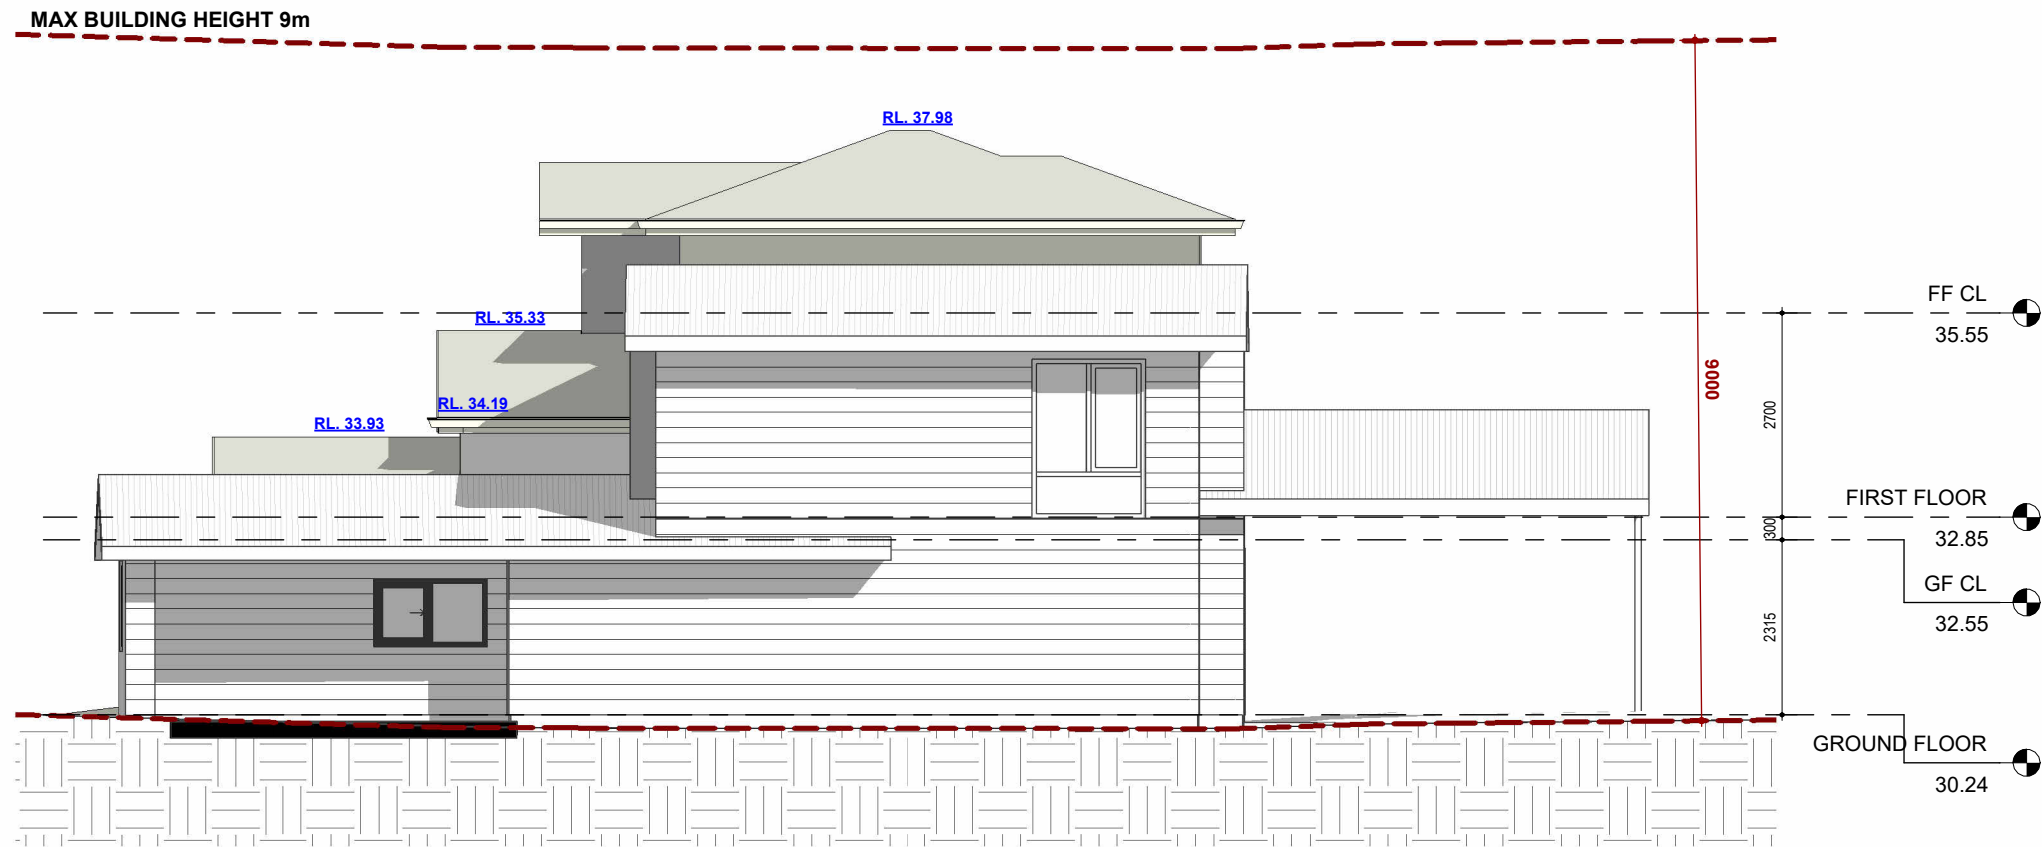 MAX BUILDING HEIGHT 9m
RL. 37.98
FF CL
35.55
RL. 35.33
9000
2700
RL. 34.19
RL. 33.93
FIRST FLOOR
32.85
300
GF CL
32.55
2315
GROUND FLOOR
30.24